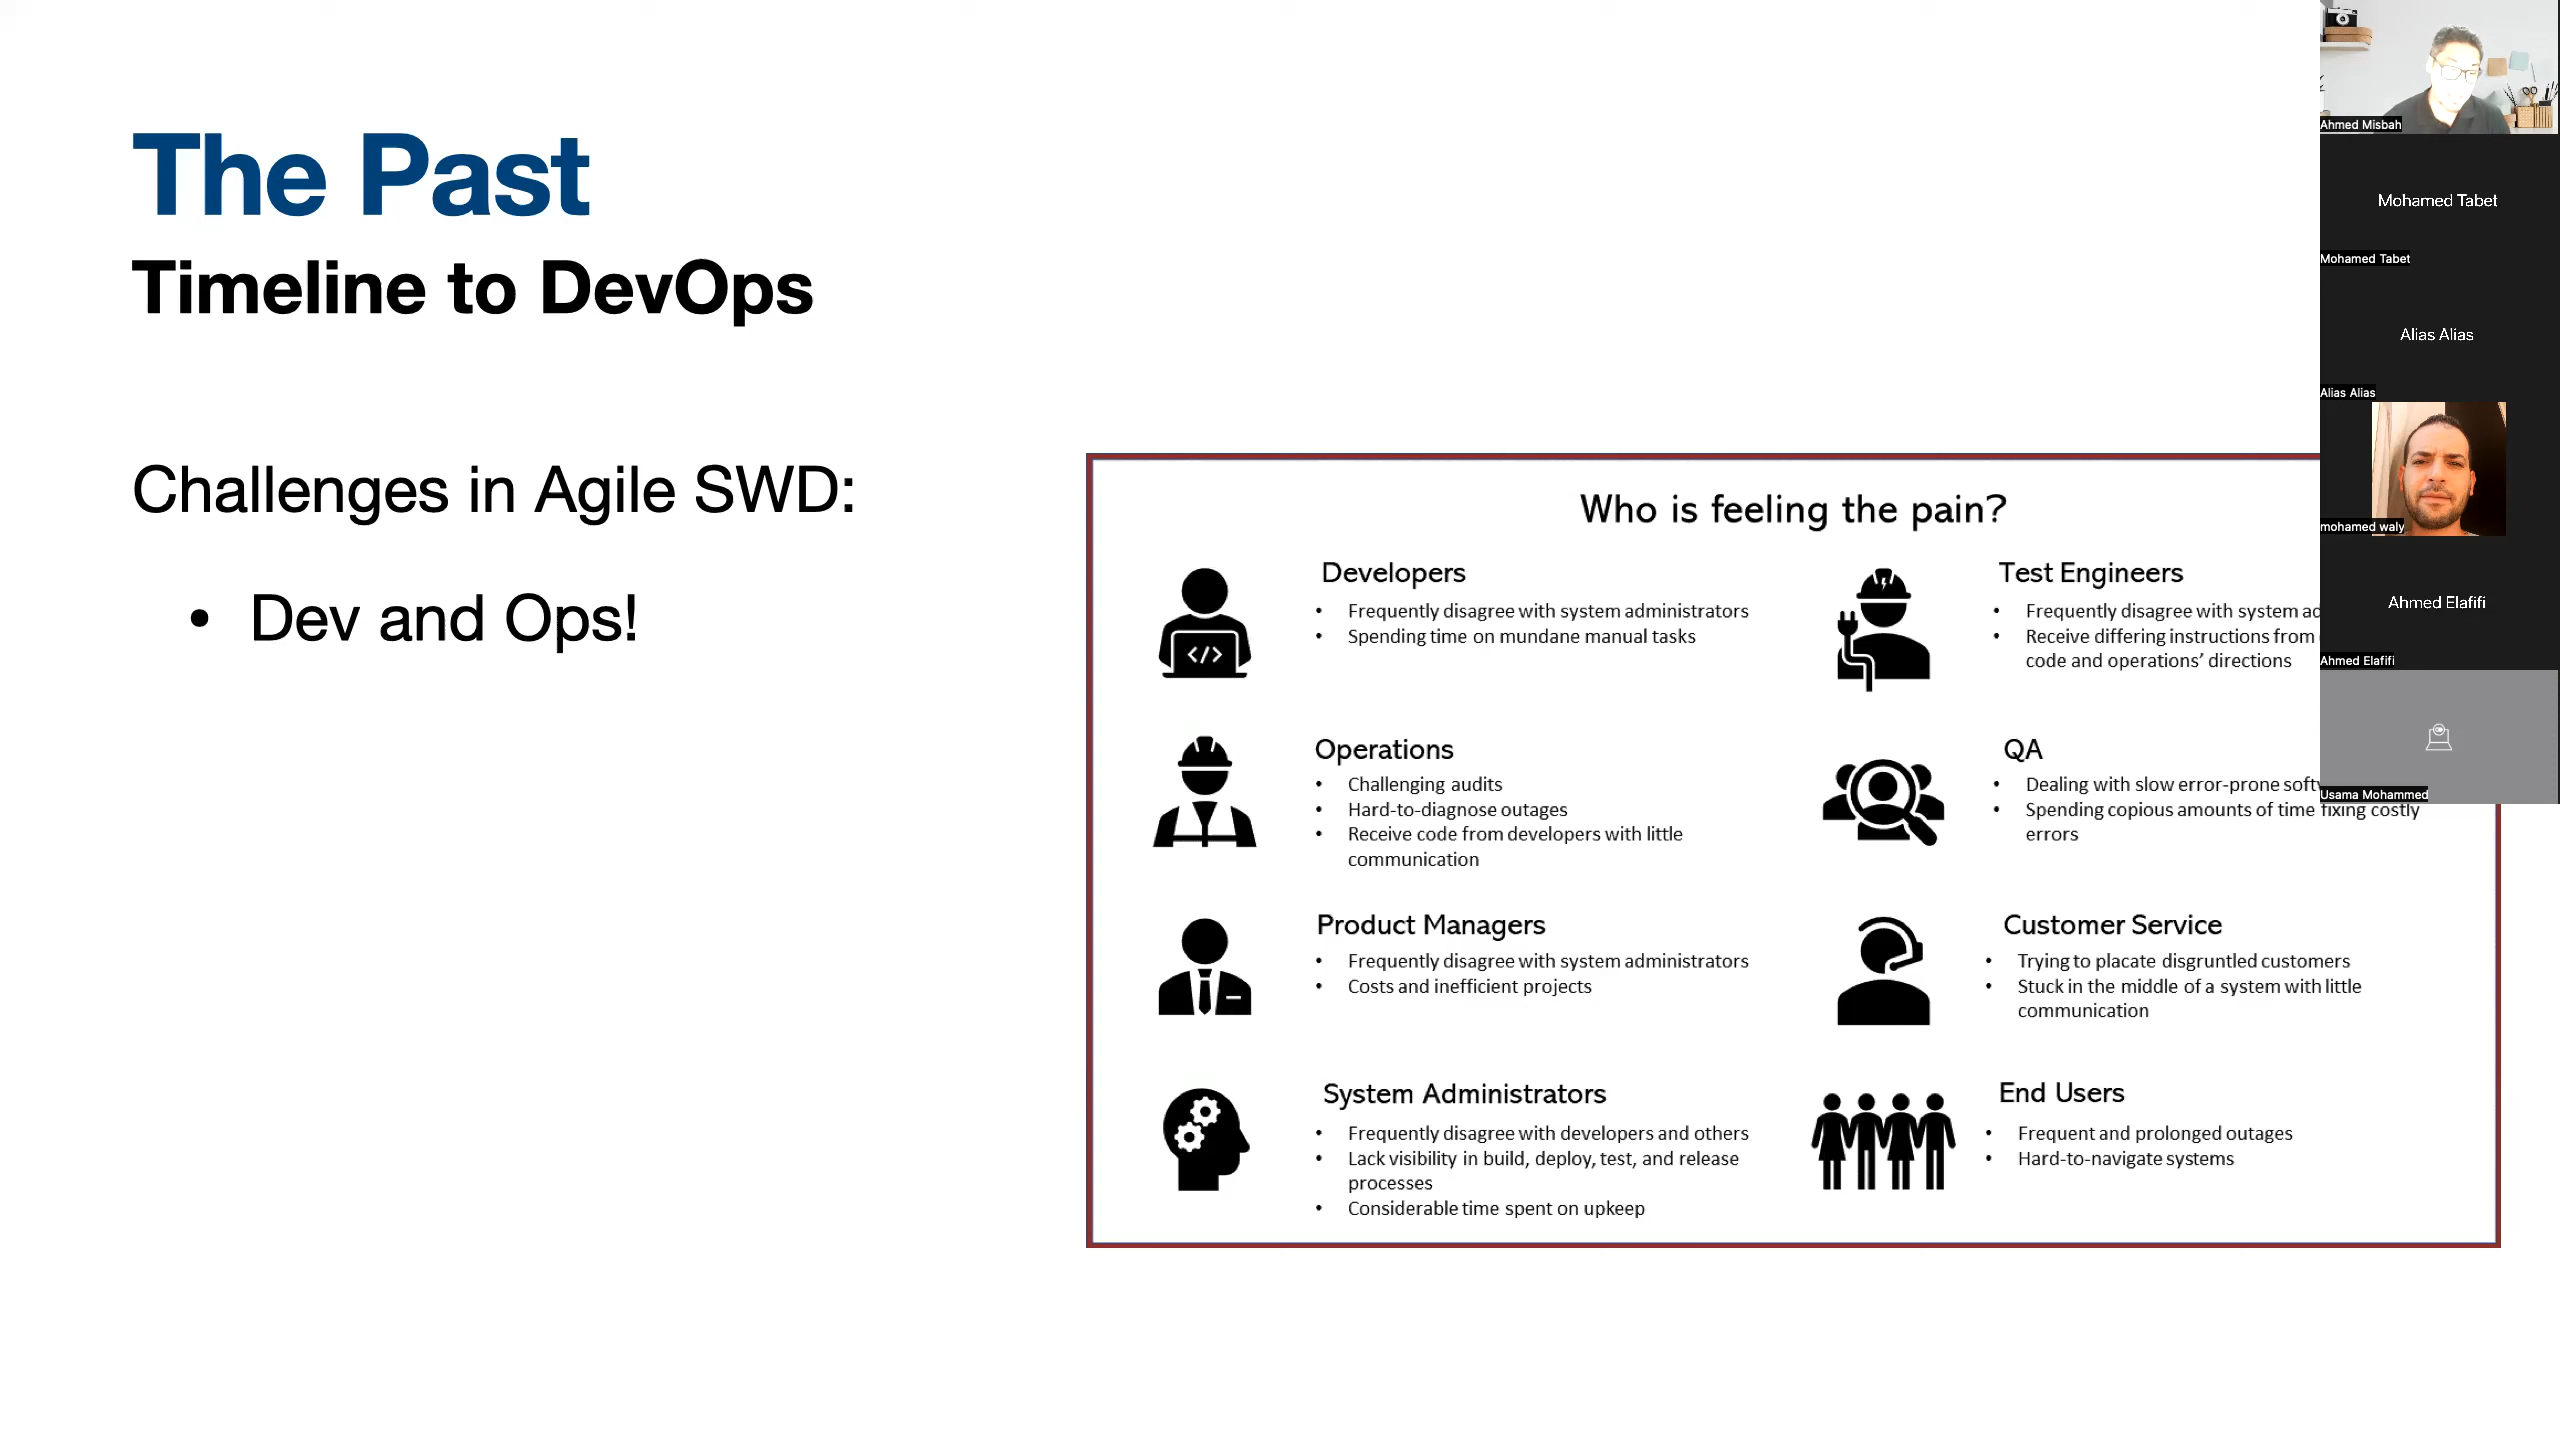 The Past
Timeline to DevOps
Challenges in Agile SWD:
• Dev and Ops!
Who is feeling the pain?
Developers
• Frequently disagree with system administrators
• Spending time on mundane manual tasks
Operations
• Challenging audits
• Hard-to-diagnose outages
• Receive code from developers with little
communication
Product Managers
• Frequently disagree with system administrators
• Costs and inefficient projects
System Administrators
• Frequently disagree with developers and others
• Lack visibility in build, deploy, test, and release
processes
• Considerable time spent on upkeep
Test Engineers
• Frequently disagree with system
• Receive differing instructions from
code and operations’ directions
QA
• Dealing with slow error-prone
• Spending copious amounts of time fixing costly
errors
Customer Service
• Trying to placate disgruntled customers
• Stuck in the middle of a system with little
communication
End Users
• Frequent and prolonged outages
• Hard-to-navigate systems
Ahmed Misbah
Mohamed Tabet
Mohamed Tabet
Alias Alias
Alias Alias
mohamed waly
Ahmed Elafifi
Ahmed Elafifi
Usama Mohammed